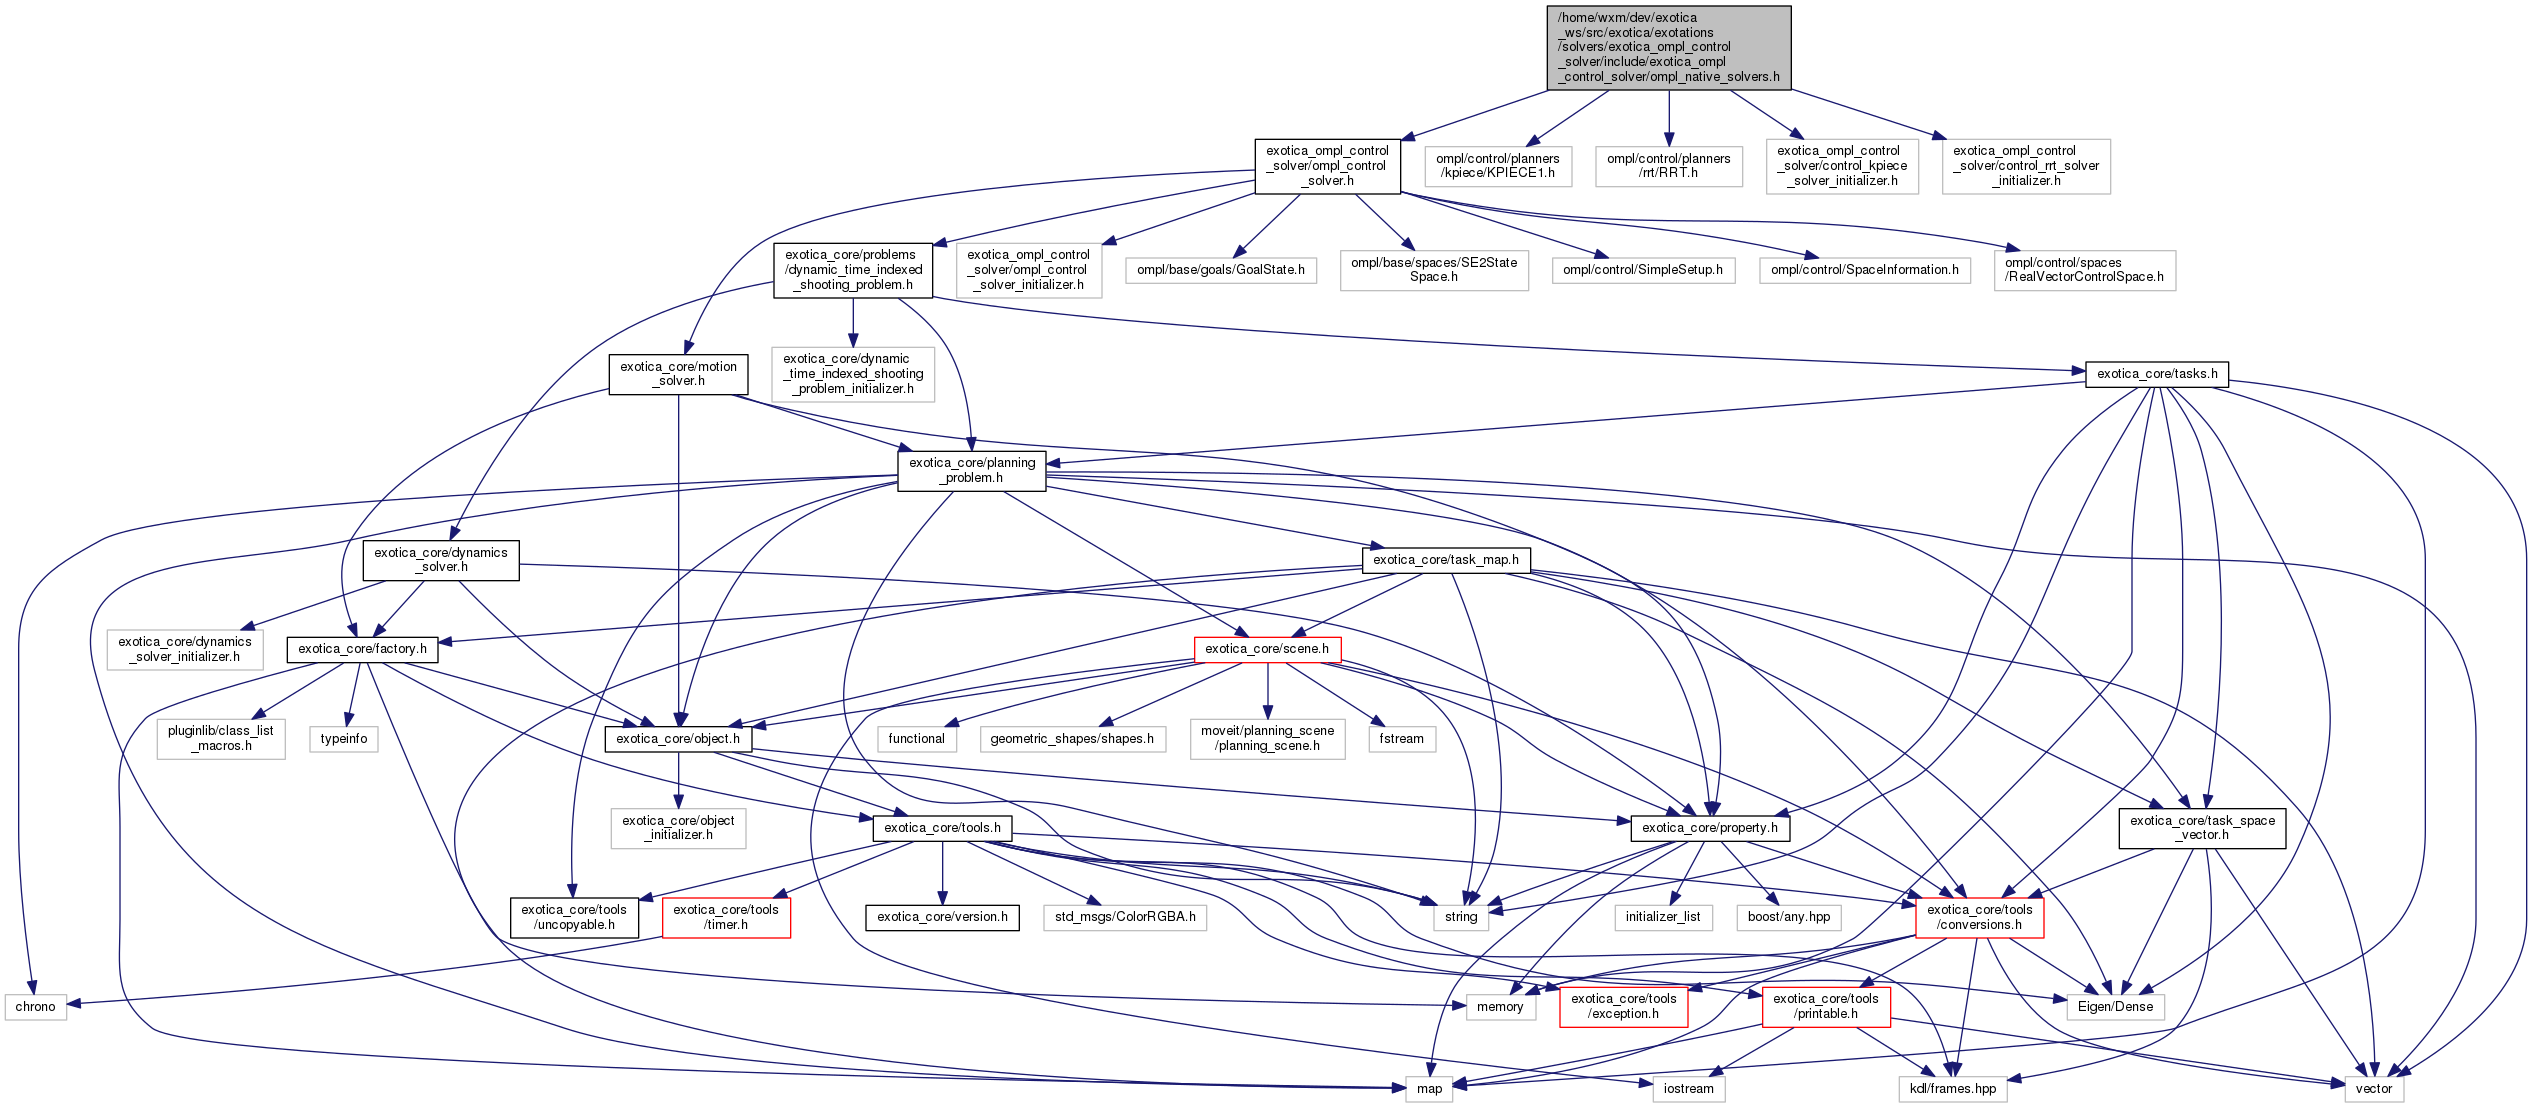 /home/wxm/dev/exotica
_ws/src/exotica/exotations
/solvers/exotica_ompl_control
_solver/include/exotica_ompl
_control_solver/ompl_native_solvers.h
exotica_ompl_control
_solver/ompl_control
_solver.h
ompl/control/planners
/kpiece/KPIECE1.h
ompl/control/planners
/rrt/RRT.h
exotica_ompl_control
_solver/control_kpiece
_solver_initializer.h
exotica_ompl_control
_solver/control_rrt_solver
_initializer.h
exotica_core/problems
/dynamic_time_indexed
_shooting_problem.h
exotica_ompl_control
_solver/ompl_control
_solver_initializer.h
ompl/base/goals/GoalState.h
ompl/base/spaces/SE2State
Space.h
ompl/control/SimpleSetup.h
ompl/control/SpaceInformation.h
ompl/control/spaces
/RealVectorControlSpace.h
exotica_core/motion
_solver.h
exotica_core/dynamic
_time_indexed_shooting
_problem_initializer.h
exotica_core/tasks.h
exotica_core/planning
_problem.h
exotica_core/dynamics
_solver.h
exotica_core/task_map.h
exotica_core/dynamics
_solver_initializer.h
exotica_core/factory.h
exotica_core/scene.h
pluginlib/class_list
_macros.h
typeinfo
exotica_core/object.h
functional
geometric_shapes/shapes.h
moveit/planning_scene
/planning_scene.h
fstream
exotica_core/object
_initializer.h
exotica_core/tools.h
exotica_core/property.h
exotica_core/task_space
_vector.h
exotica_core/tools
/uncopyable.h
exotica_core/tools
/timer.h
exotica_core/version.h
std_msgs/ColorRGBA.h
string
initializer_list
boost/any.hpp
exotica_core/tools
/conversions.h
chrono
memory
exotica_core/tools
/exception.h
exotica_core/tools
/printable.h
Eigen/Dense
map
iostream
kdl/frames.hpp
vector